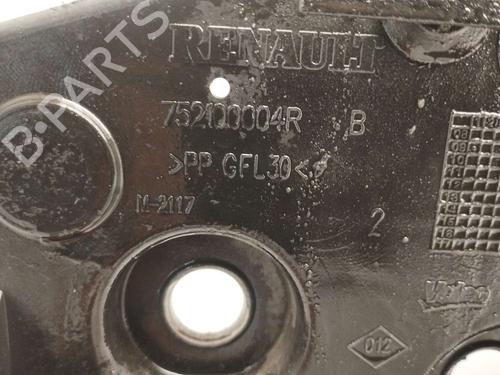 RENAULT
752100004R B
>PP GFL30<
M-2117
2
Valeo
012
B-Parts